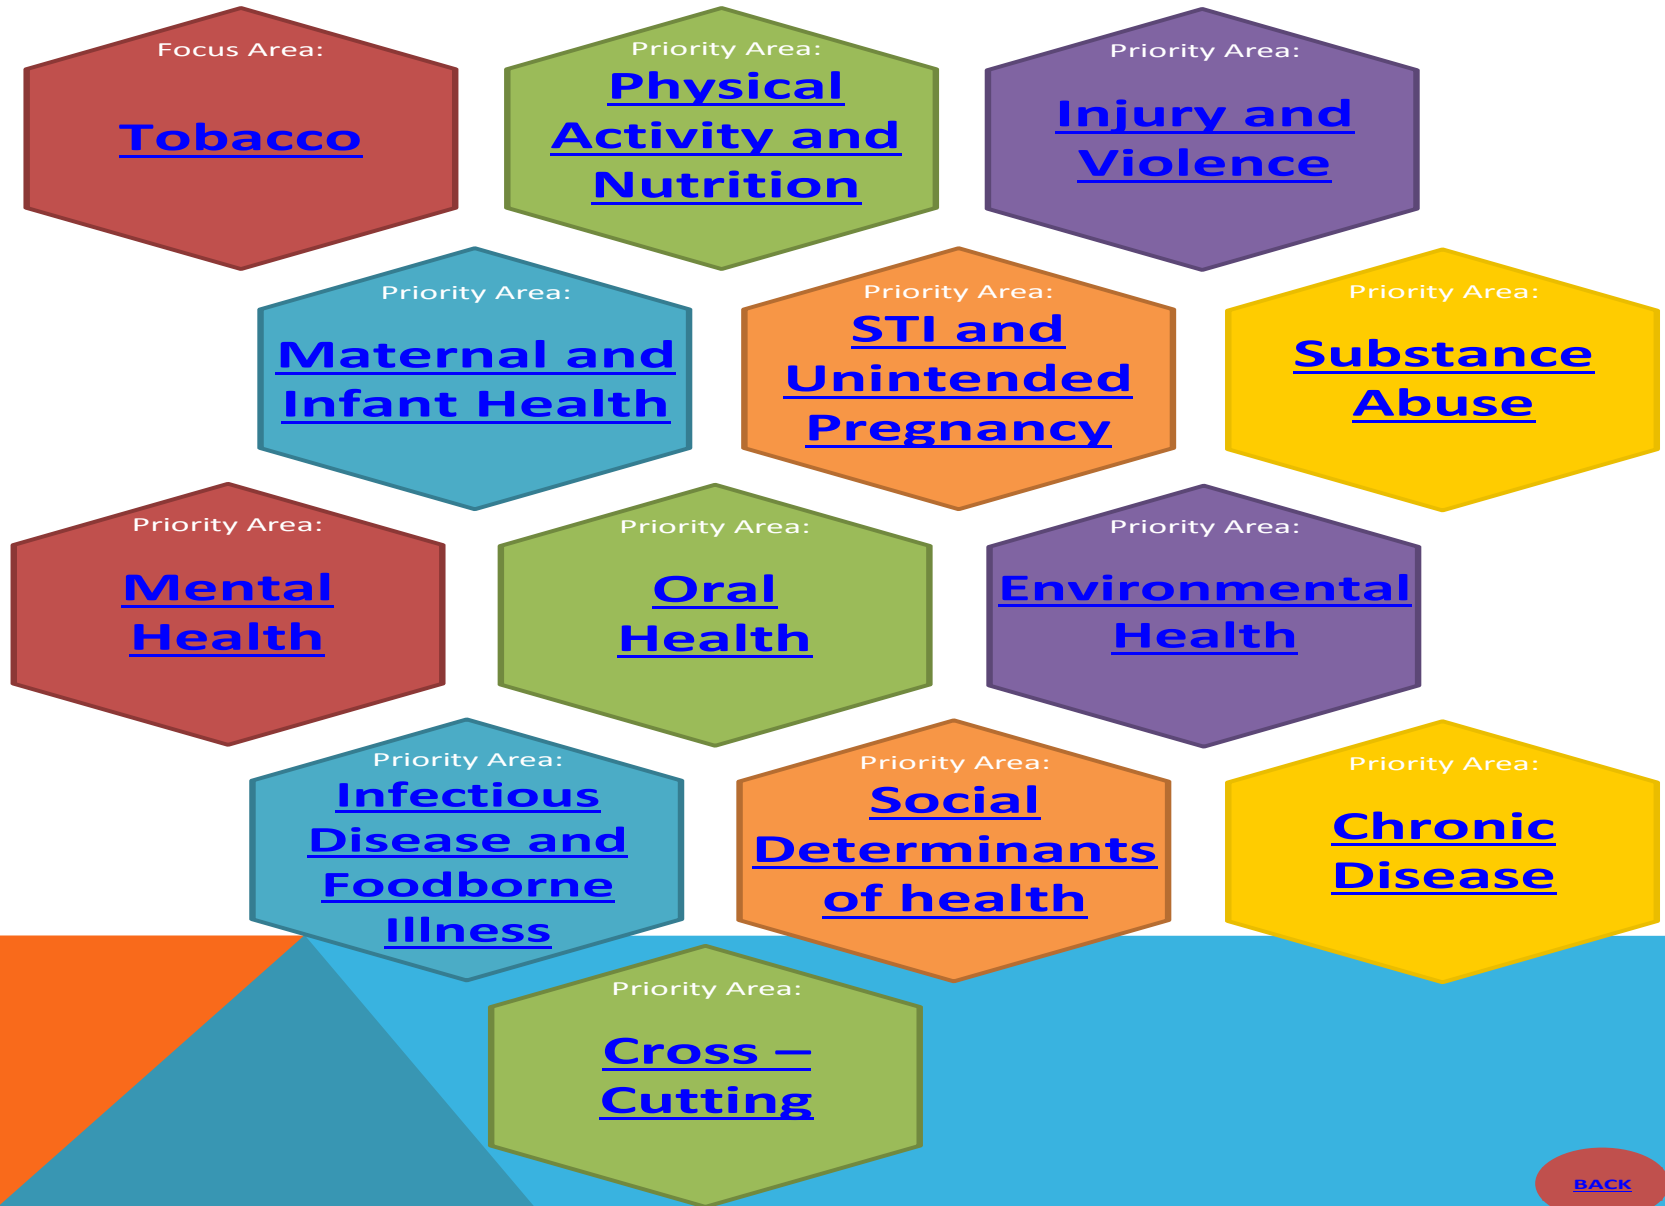 Focus Area:
Tobacco
Priority Area:
Physical
Activity and
Nutrition
Priority Area:
Injury and
Violence
Priority Area:
Maternal and
Infant Health
Priority Area:
STI and
Unintended
Pregnancy
Priority Area:
Substance
Abuse
Priority Area:
Mental
Health
Priority Area:
Oral
Health
Priority Area:
Environmental
Health
Priority Area:
Infectious
Disease and
Foodborne
Illness
Priority Area:
Social
Determinants
of health
Priority Area:
Chronic
Disease
Priority Area:
Cross –
Cutting
BACK